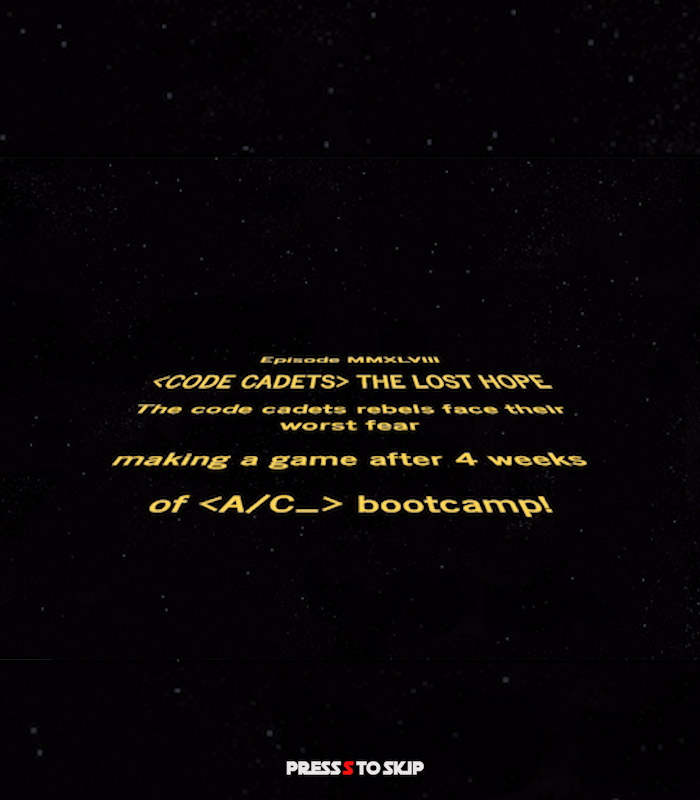 Episode MMXLVIII
<CODE CADETS> THE LOST HOPE
The code cadets rebels face their
worst fear
making a game after 4 weeks
of <A/C_> bootcamp!
PRESS S TO SKIP